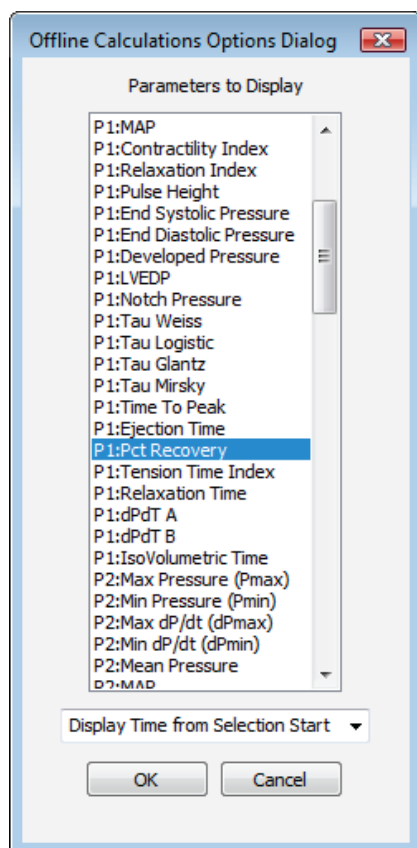 Offline Calculations Options Dialog
Parameters to Display
P1:MAP
P1:Contractility Index
P1:Relaxation Index
P1:Pulse Height
P1:End Systolic Pressure
P1:End Diastolic Pressure
P1:Developed Pressure
P1:LVEDP
P1:Notch Pressure
P1:Tau Weiss
P1:Tau Logistic
P1:Tau Glantz
P1:Tau Mirsky
P1:Time To Peak
P1:Ejection Time
P1:Pct Recovery
P1:Tension Time Index
P1:Relaxation Time
P1:dPdT A
P1:dPdT B
P1:IsoVolumetric Time
P2:Max Pressure (Pmax)
P2:Min Pressure (Pmin)
P2:Max dP/dt (dPmax)
P2:Min dP/dt (dPmin)
P2:Mean Pressure
P2:MAP
Display Time from Selection Start
OK Cancel